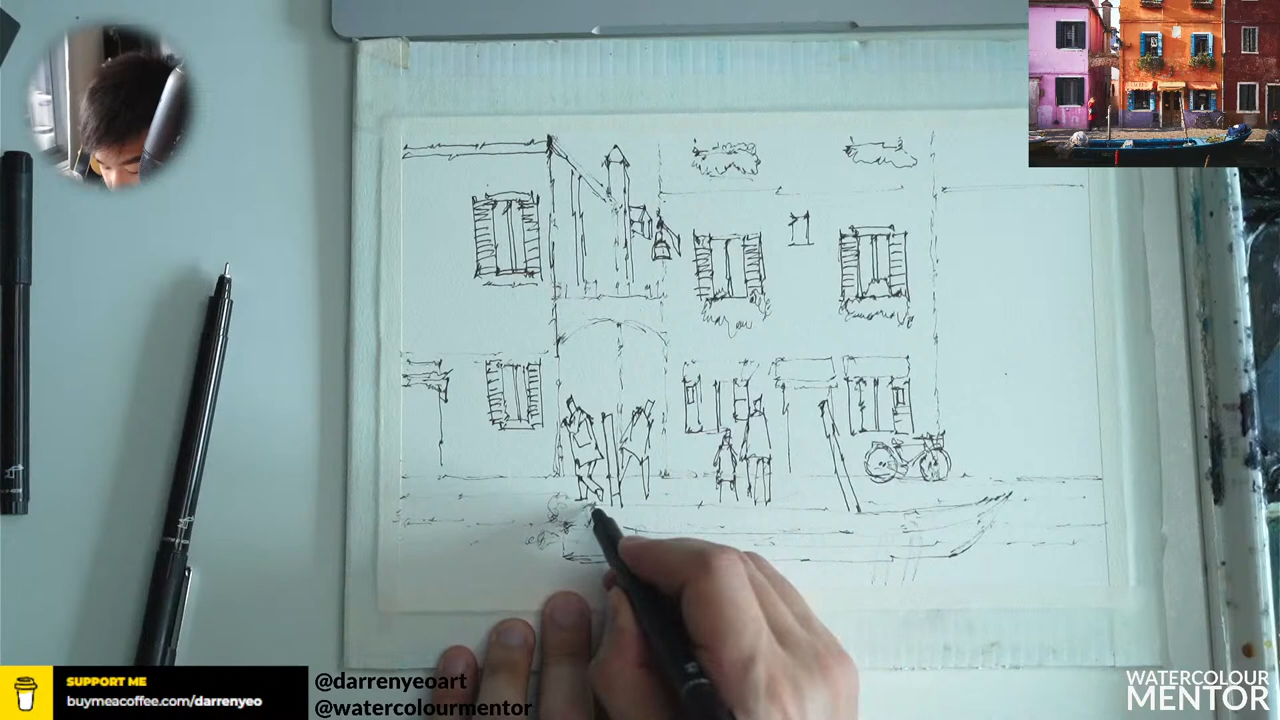 SUPPORT ME
buymeacoffee.com/darrenyeo
@darrenyeoart
@watercolourmentor
WATERCOLOUR
MENTOR